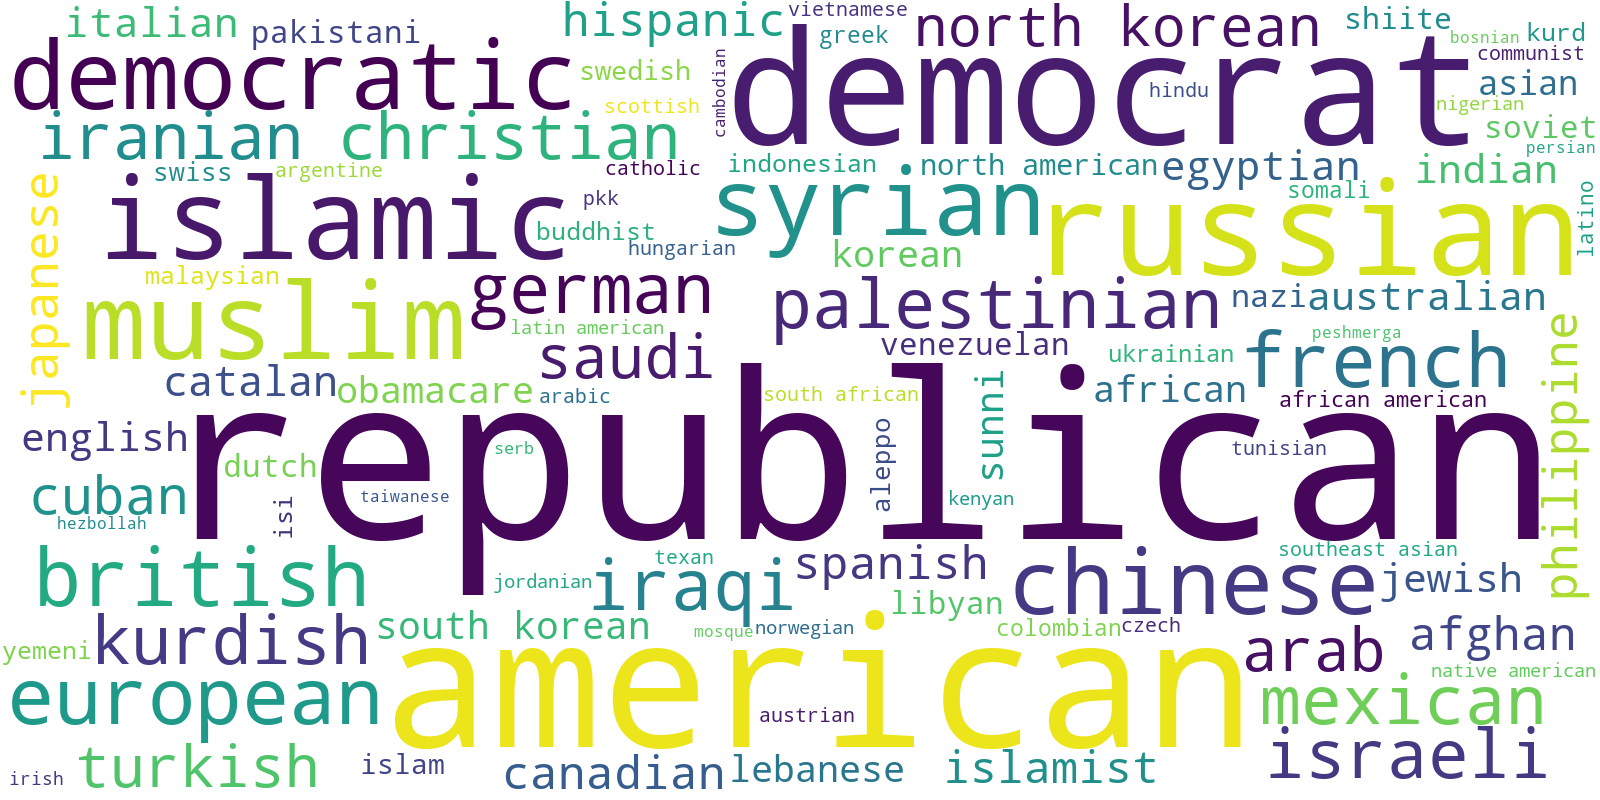 italian
pakistani
hispanic
vietnamese
greek
north korean
shiite
bosnian
kurd
communist
democratic
swedish
scottish
cambodian
democrat
hindu
asian
nigerian
soviet
persian
iranian
christian
swiss
argentine
catholic
indonesian
north american
egyptian
indian
somali
latino
japanese
islamic
pkk
buddhist
hungarian
syrian
korean
russian
malaysian
muslim
german
latin american
saudi
palestinian
venezuelan
nazi
australian
peshmerga
ukrainian
french
philippine
catalan
obamacare
arabic
south african
sunni
african
african american
english
republican
dutch
serb
aleppo
tunisian
cuban
isi
taiwanese
kenyan
hezbollah
british
texan
jordanian
iraqi
spanish
chinese
southeast asian
jewish
libyan
yemeni
kurdish
south korean
mosque
norwegian
colombian
czech
arab
afghan
native american
european
american
austrian
mexican
israeli
irish
turkish
islam
canadian
lebanese
islamist